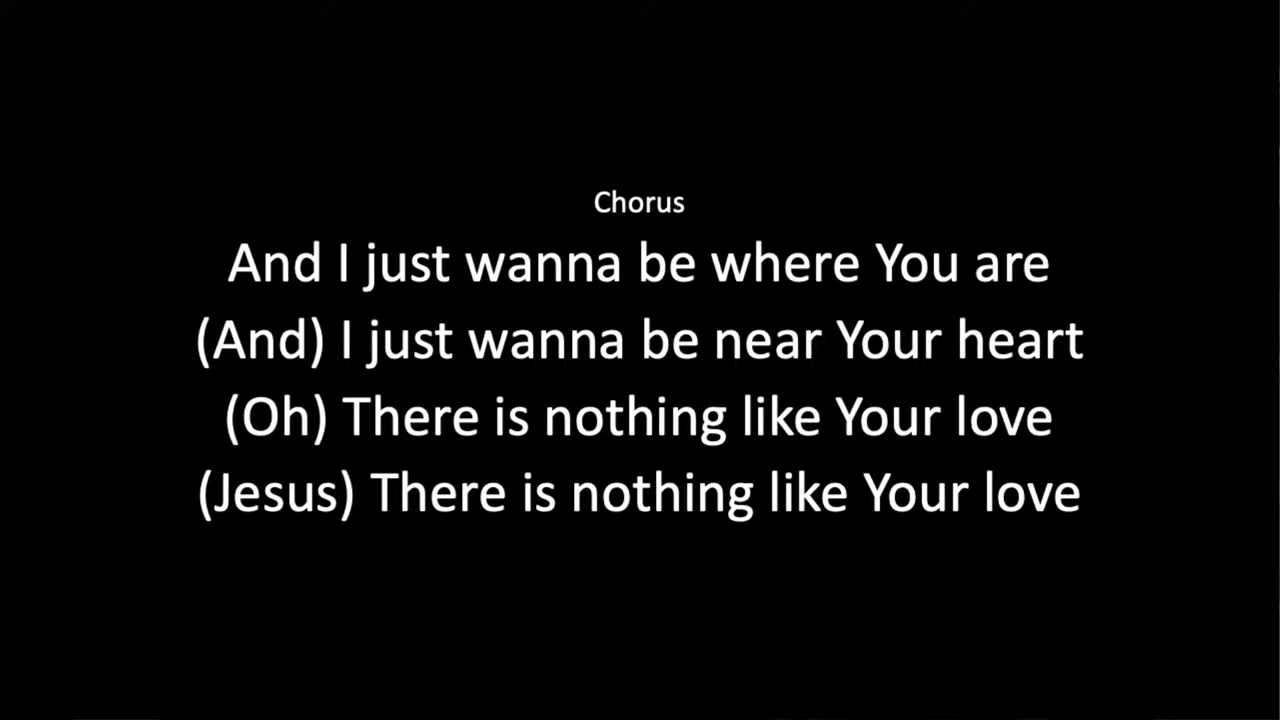 Chorus
And I just wanna be where You are
(And) I just wanna be near Your heart
(Oh) There is nothing like Your love
(Jesus) There is nothing like Your love